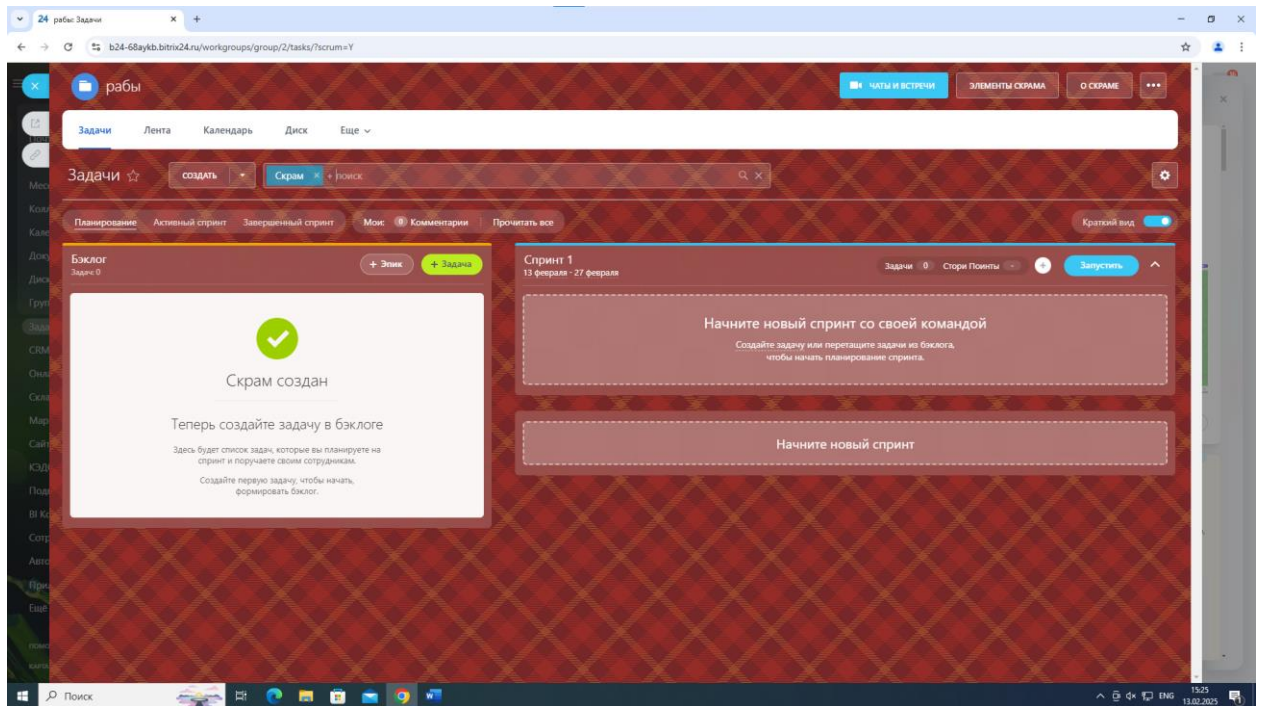 24 рабы: Задачи
b24-68aykb.bitrix24.ru/workgroups/group/2/tasks/?scrum=Y
рабы
ЧАТЫ И ВСТРЕЧИ
ЭЛЕМЕНТЫ СКРАМА
О СКРАМЕ
Задачи Лента Календарь Диск Еще
Задачи
СОЗДАТЬ
Скрам × + поиск
Планирование Активный спринт Завершенный спринт
Мои: 0 Комментарии Прочитать все
Краткий вид
Бэклог
Задач: 0
+ Эпик
+ Задача
Скрам создан
Теперь создайте задачу в бэклоге
Здесь будет список задач, которые вы планируете на
спринт и поручаете своим сотрудникам.
Создайте первую задачу, чтобы начать,
формировать бэклог.
Спринт 1
13 февраля - 27 февраля
Задачи 0 Стори Поинты -
Запустить
Начните новый спринт со своей командой
Создайте задачу или перетащите задачи из бэклога,
чтобы начать планирование спринта.
Начните новый спринт
CRM
Поиск
ENG
15:25
13.02.2025